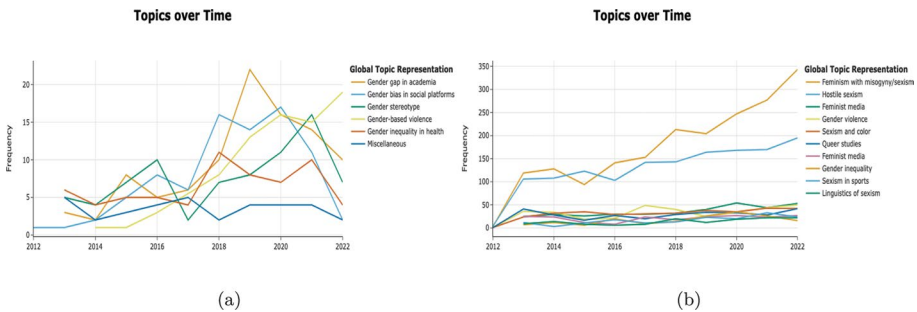 Topics over Time
Global Topic Representation
Gender gap in academia
Gender bias in social platforms
Gender stereotype
Gender-based violence
Gender inequality in health
Miscellaneous
Frequency
20
15
10
5
0
2012
2014
2016
2018
2020
2022
(a)
Topics over Time
Global Topic Representation
Feminism with misogyny/sexism
Hostile sexism
Feminist media
Gender violence
Sexism and color
Queer studies
Feminist media
Gender inequality
Sexism in sports
Linguistics of sexism
Frequency
350
300
250
200
150
100
50
0
2012
2014
2016
2018
2020
2022
(b)